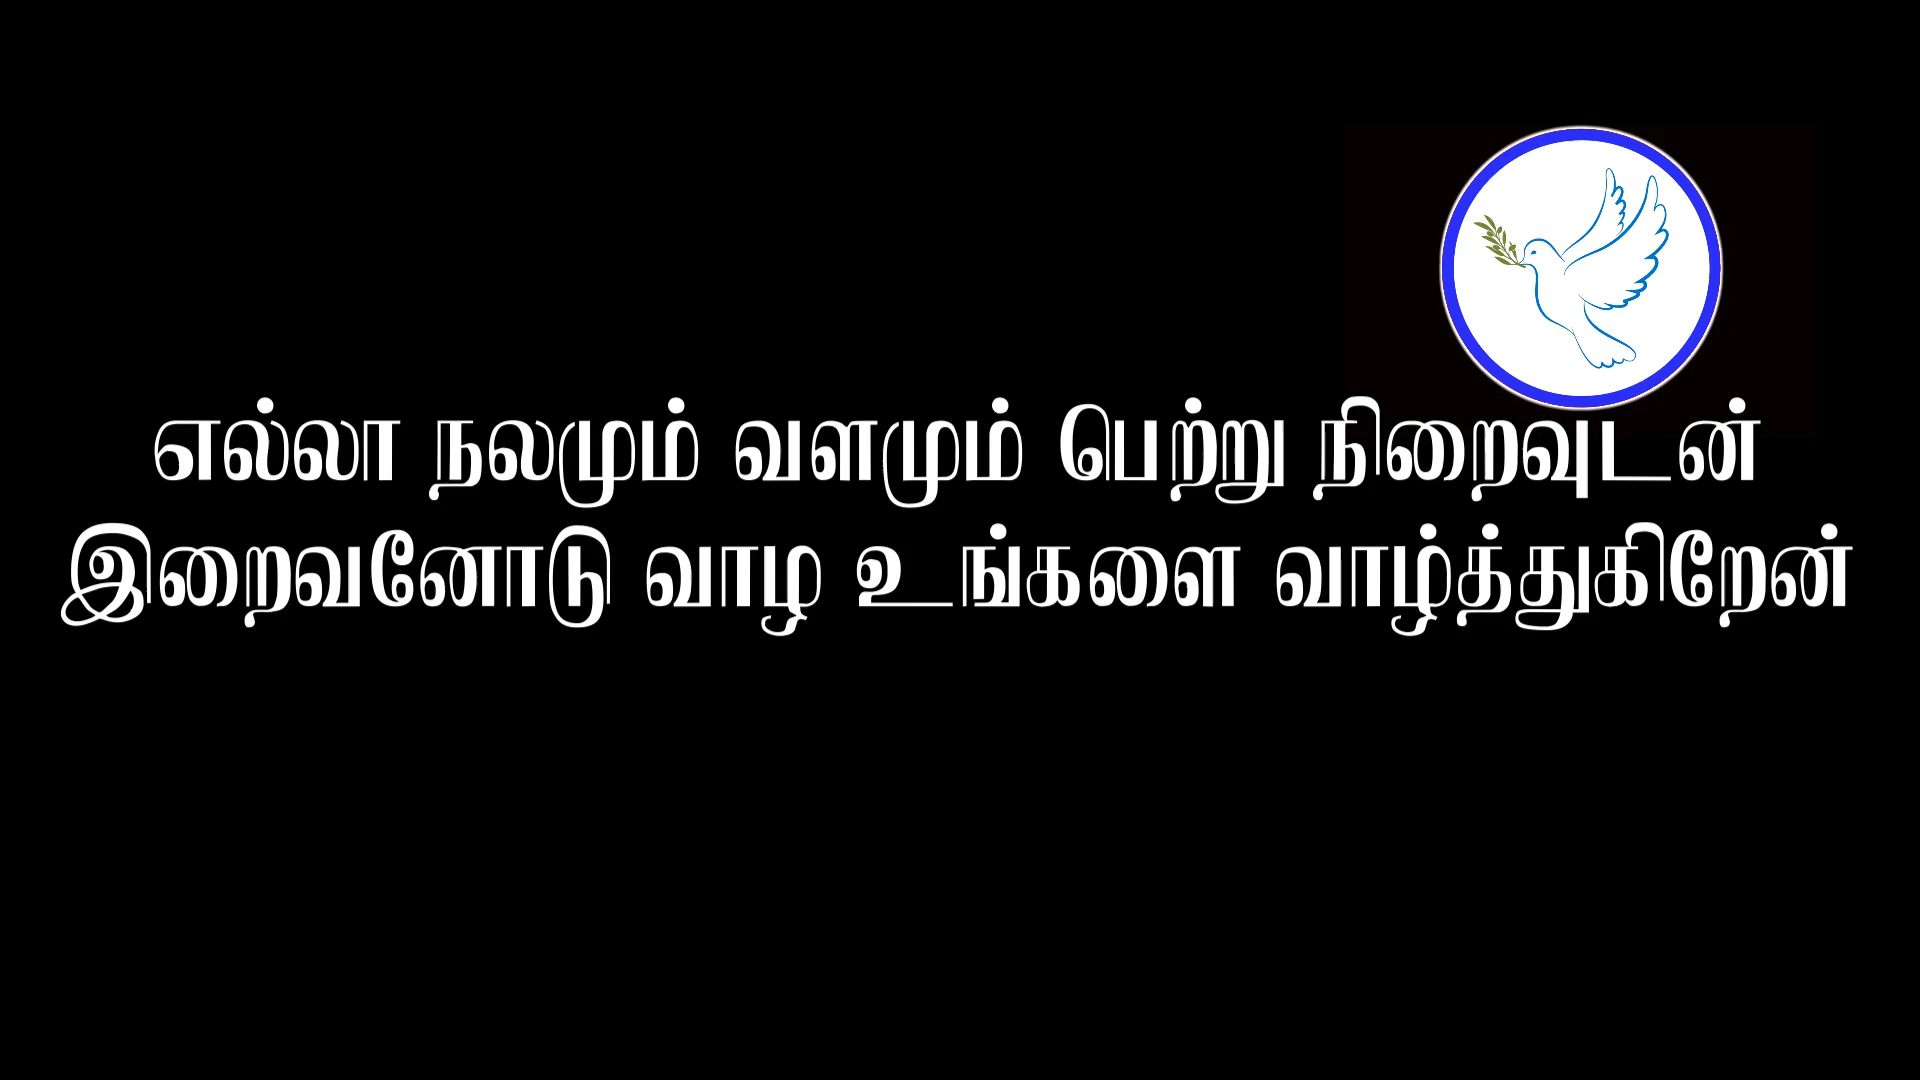 எல்லா நலமும் வளமும் பெற்று நிறைவுடன்
இறைவனோடு வாழ உங்களை வாழ்த்துகிறேன்